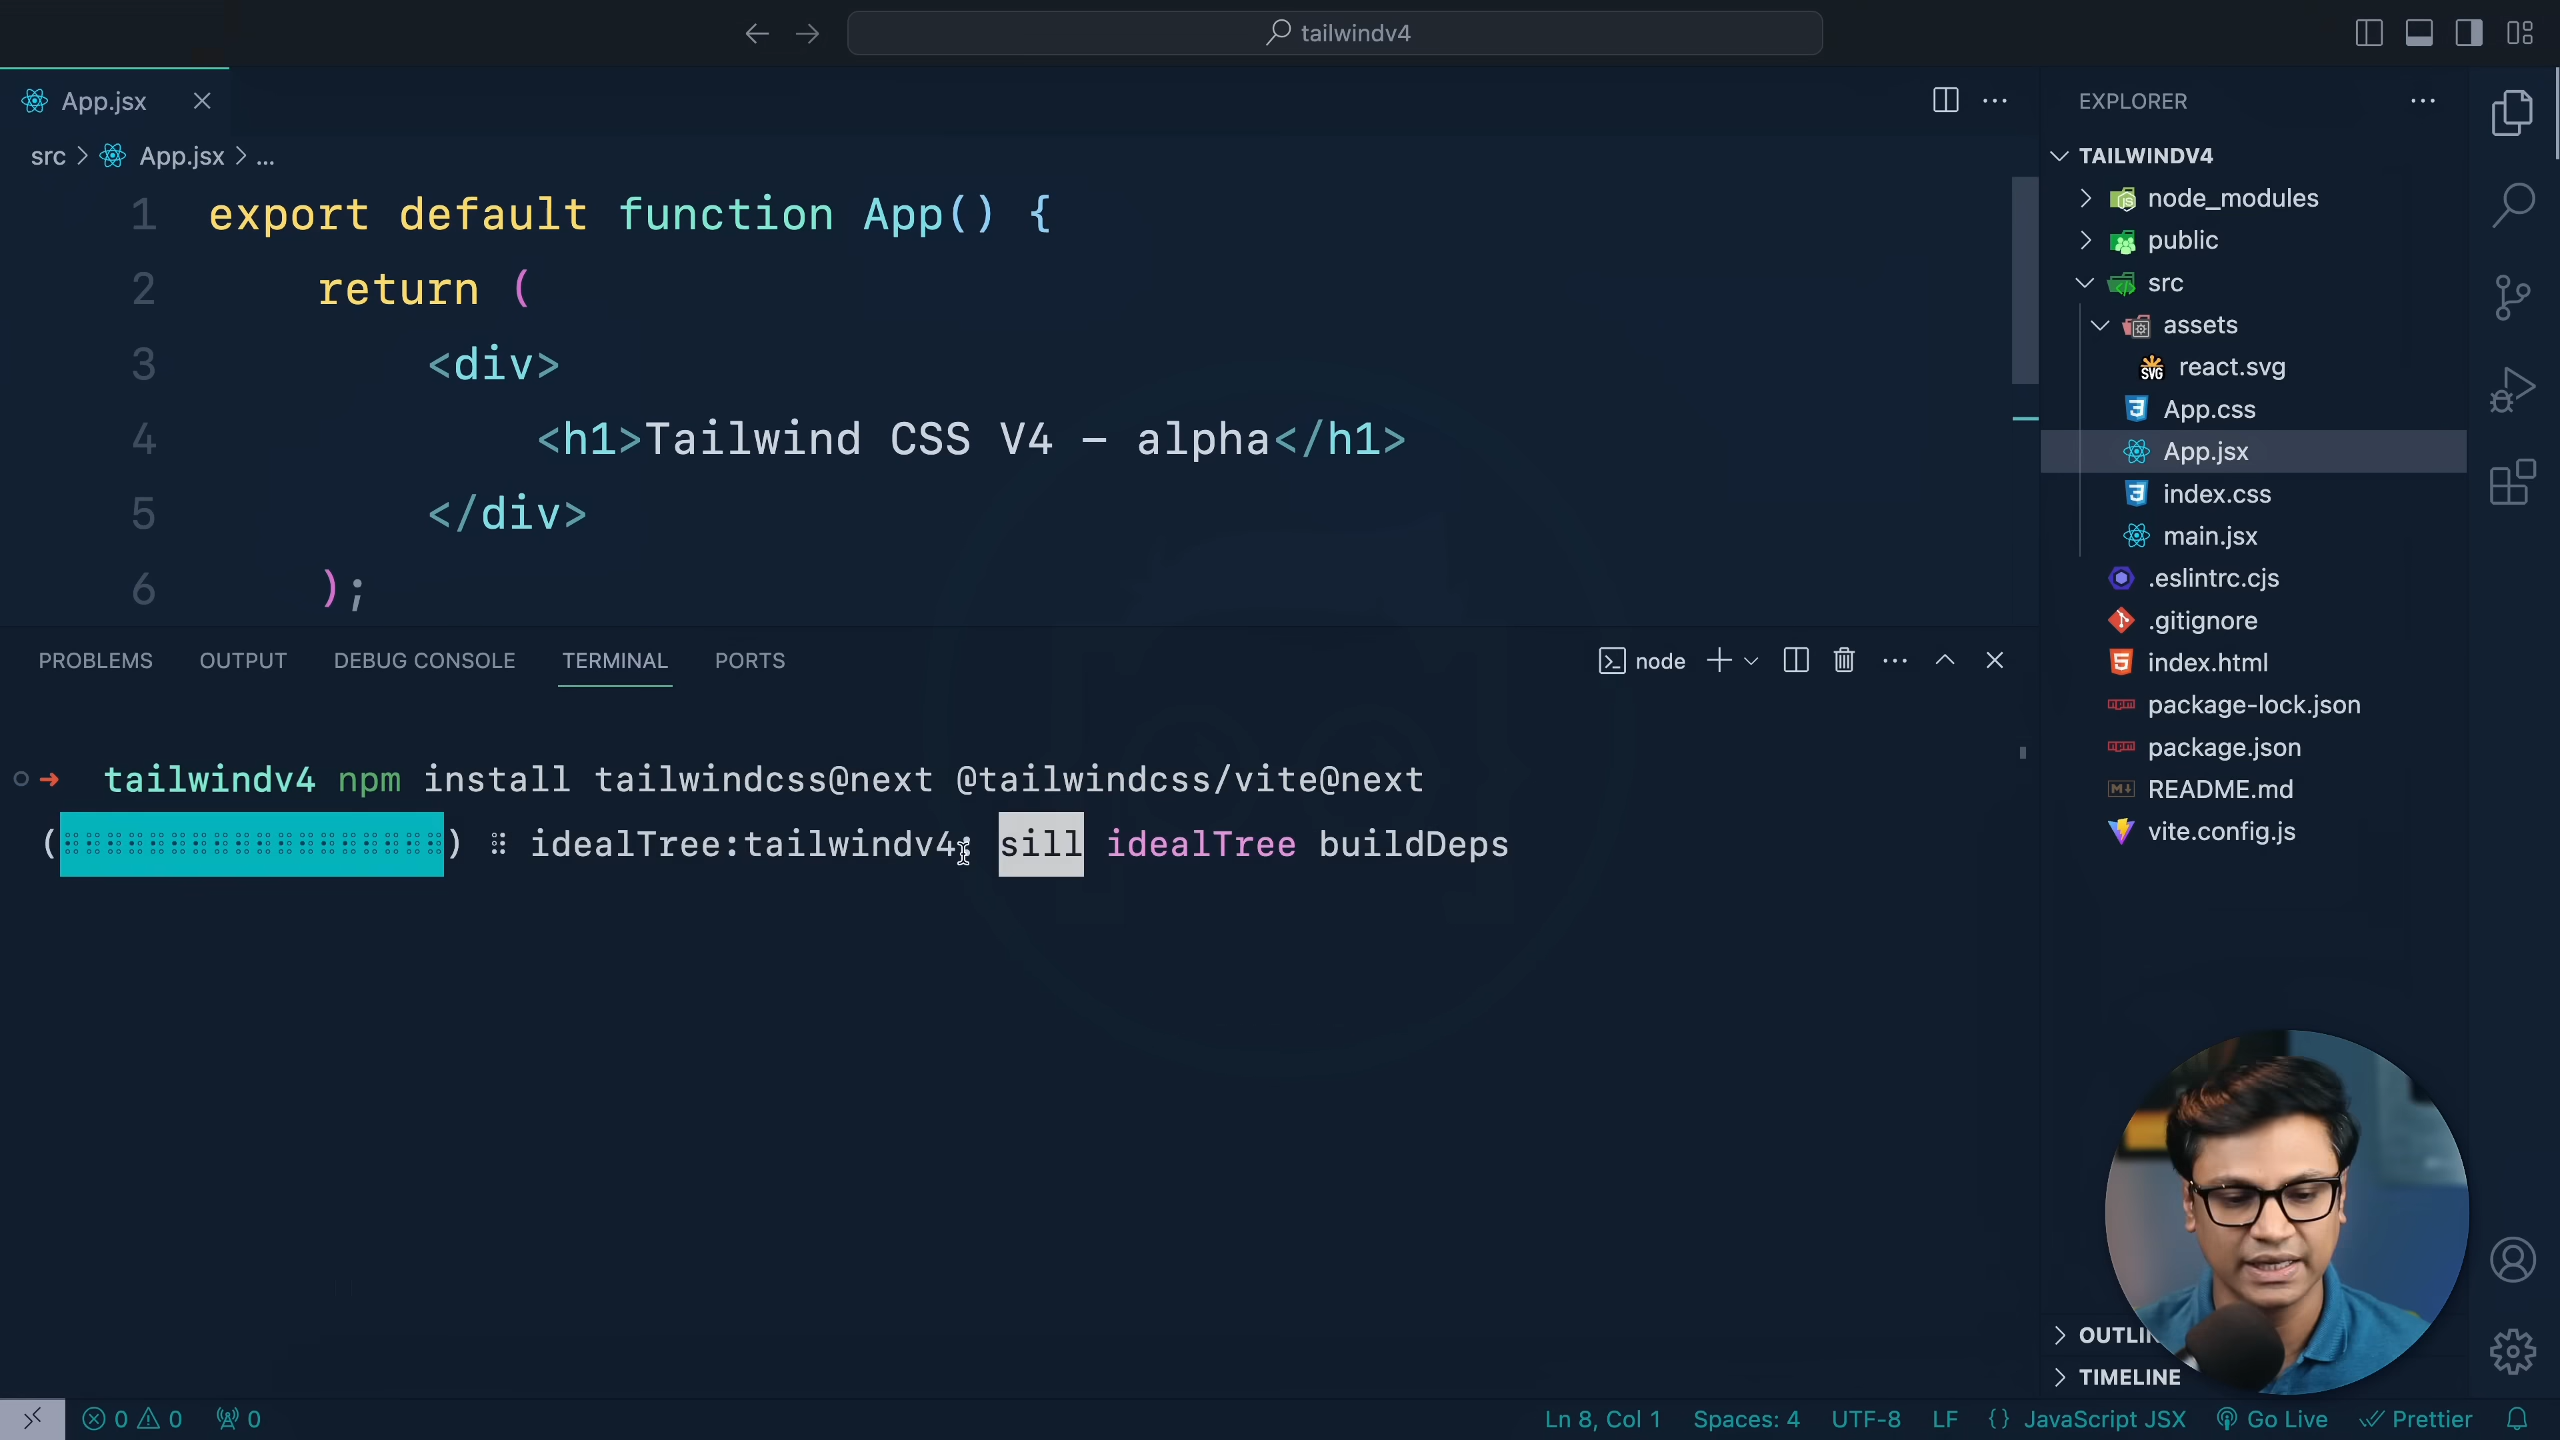 tailwindv4
App.jsx
src > App.jsx > ...
1 export default function App() {
2 return (
3 <div>
4 <h1>Tailwind CSS V4 – alpha</h1>
5 </div>
6 );
PROBLEMS OUTPUT DEBUG CONSOLE TERMINAL PORTS
node
tailwindv4 npm install tailwindcss@next @tailwindcss/vite@next
() idealTree:tailwindv4: sill idealTree buildDeps
EXPLORER
TAILWINDV4
node_modules
public
src
assets
react.svg
App.css
App.jsx
index.css
main.jsx
.eslintrc.cjs
.gitignore
index.html
package-lock.json
package.json
README.md
vite.config.js
TIMELINE
0 0 0
Ln 8, Col 1 Spaces: 4 UTF-8 LF {} JavaScript JSX Go Live Prettier